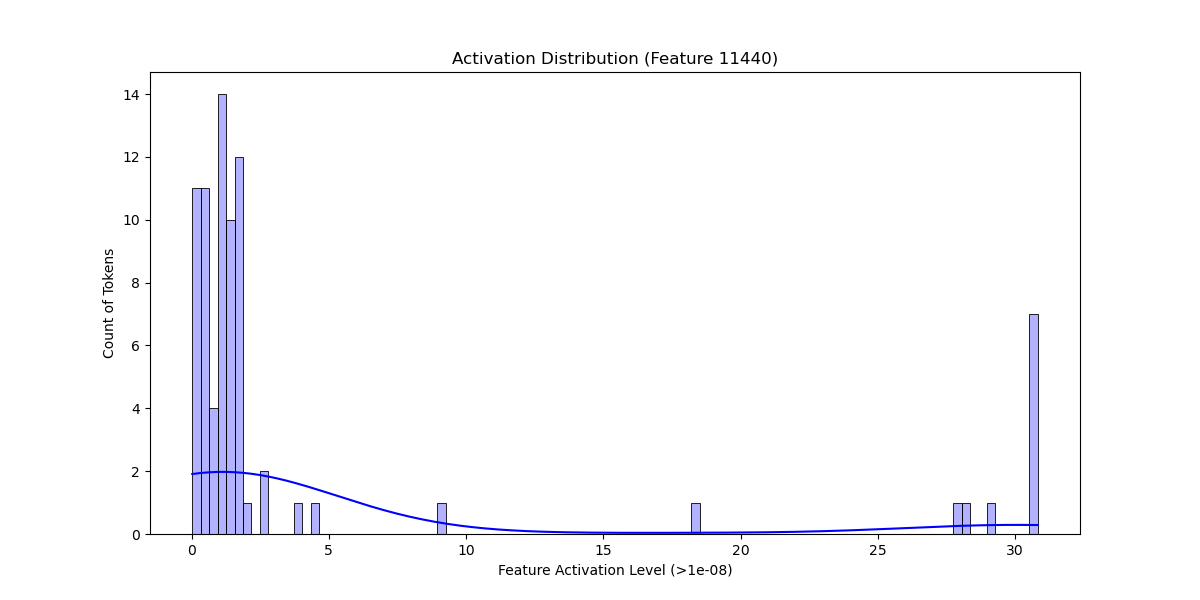 Activation Distribution (Feature 11440)
14
12
10
8
6
4
2
0
Count of Tokens
0 5 10 15 20 25 30
Feature Activation Level (>1e-08)